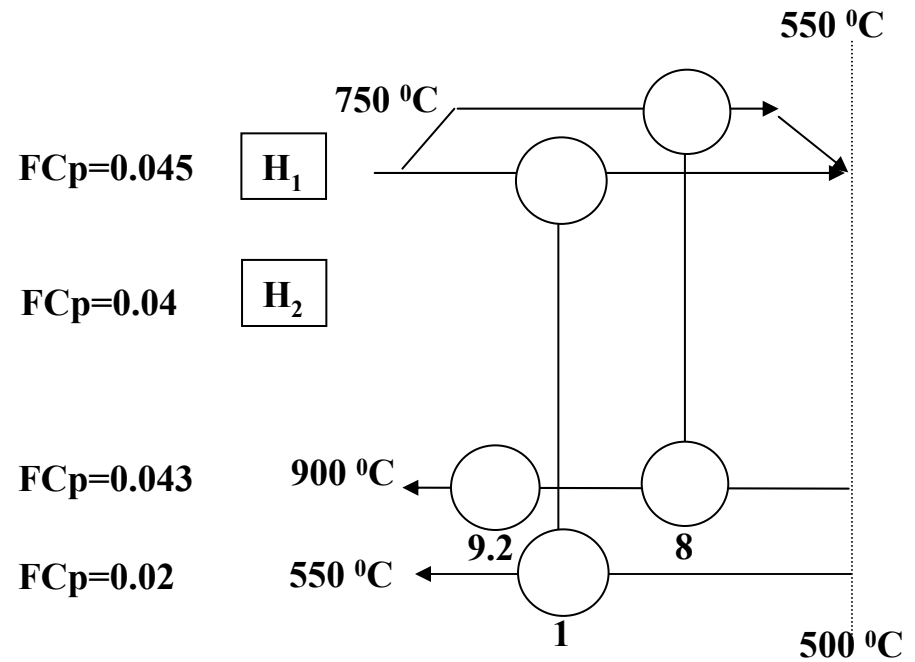 550 ⁰C
750 ⁰C
FCp=0.045 H₁
FCp=0.04 H₂
FCp=0.043 900 ⁰C
9.2 8
FCp=0.02 550 ⁰C
1
500 ⁰C